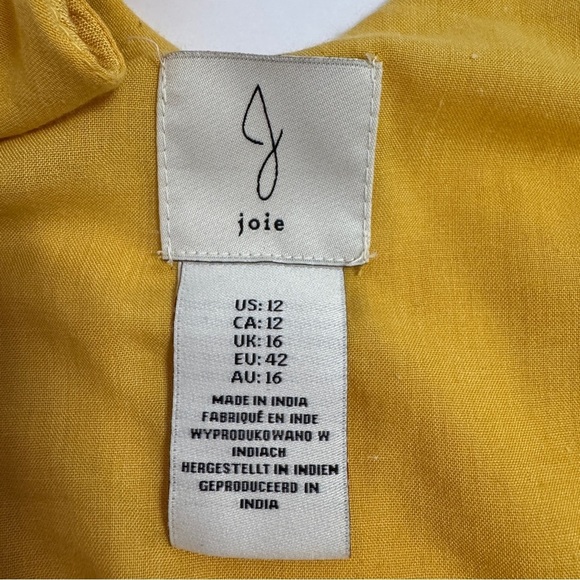 J
joie
US: 12
CA: 12
UK: 16
EU: 42
AU: 16
MADE IN INDIA
FABRIQUÉ EN INDE
WYPRODUKOWANO W
INDIACH
HERGESTELLT IN INDIEN
GEPRODUCEERD IN
INDIA